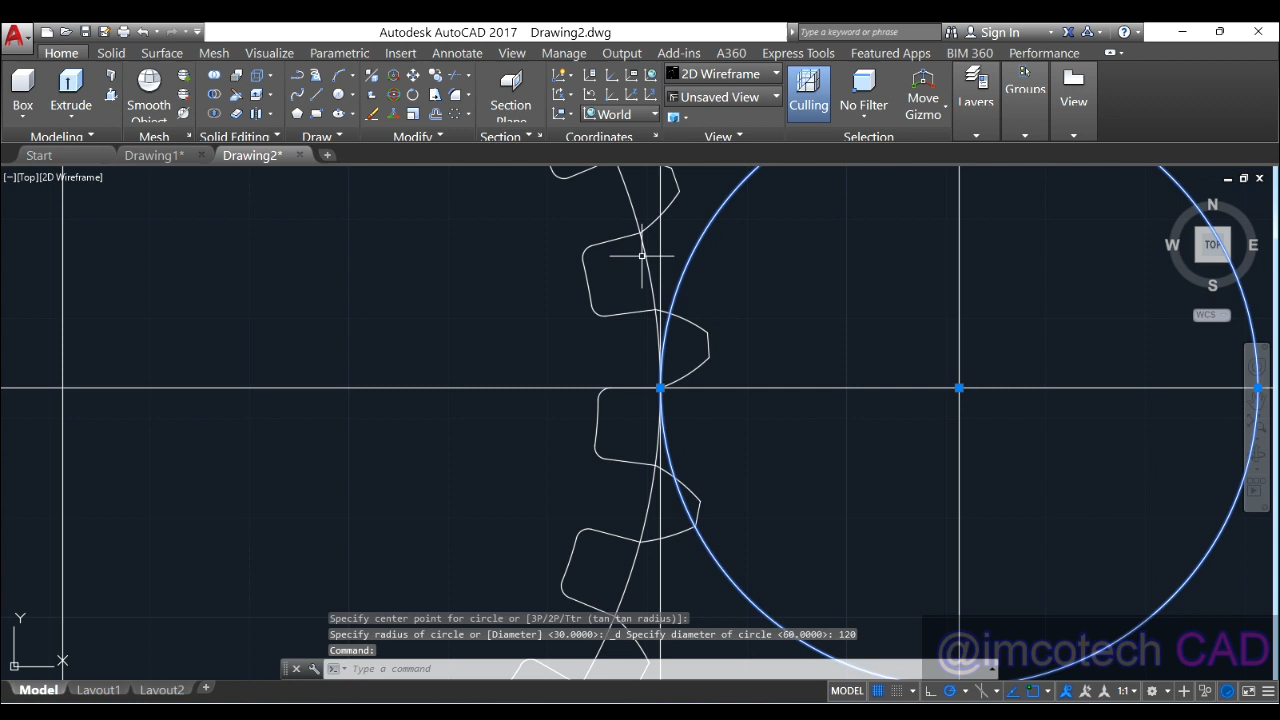 Autodesk AutoCAD 2017 Drawing2.dwg
Type a keyword or phrase
Sign In
Home Solid Surface Mesh Visualize Parametric Insert Annotate View Manage Output Add-ins A360 Express Tools Featured Apps BIM 360 Performance
Box
Extrude
Smooth
Object
Section
Plane
2D Wireframe
Unsaved View
World
Culling
No Filter
Move
Gizmo
Layers
Groups
View
Modeling Mesh Solid Editing Draw Modify Section Coordinates View Selection
Start Drawing1* Drawing2*
[−][Top][2D Wireframe]
N
W TOP E
S
WCS
Y
X
Specify center point for circle or [3P/2P/Ttr (tan tan radius)]:
Specify radius of circle or [Diameter] <30.0000>: _d Specify diameter of circle <60.0000>: 120
Command:
Type a command
@imcotech CAD
Model Layout1 Layout2 +
MODEL 1:1